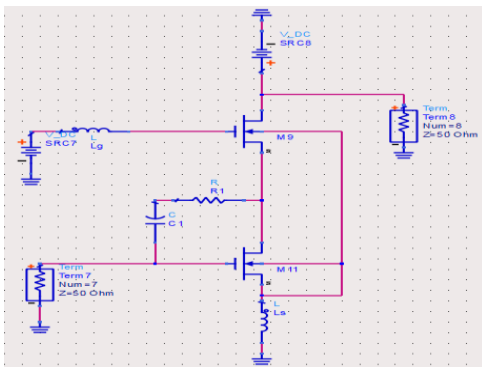 V_DC
SRC8
Term
Term8
Num=8
Z=50 Ohm
V_DC
SRC7
L
Lg
M9
R
R1
C
C1
Term
Term7
Num=7
Z=50 Ohm
M11
L
Ls